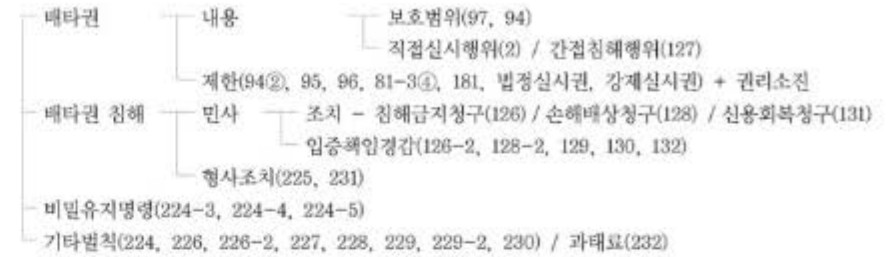 배타권 내용 보호범위(97, 94)
직접실시행위(2) / 간접침해행위(127)
제한(94②, 95, 96, 81-3④, 181, 법정실시권, 강제실시권) + 권리소진
배타권 침해 민사 조치 - 침해금지청구(126) / 손해배상청구(128) / 신용회복청구(131)
입증책임경감(126-2, 128-2, 129, 130, 132)
형사조치(225, 231)
비밀유지명령(224-3, 224-4, 224-5)
기타벌칙(224, 226, 226-2, 227, 228, 229, 229-2, 230) / 과태료(232)